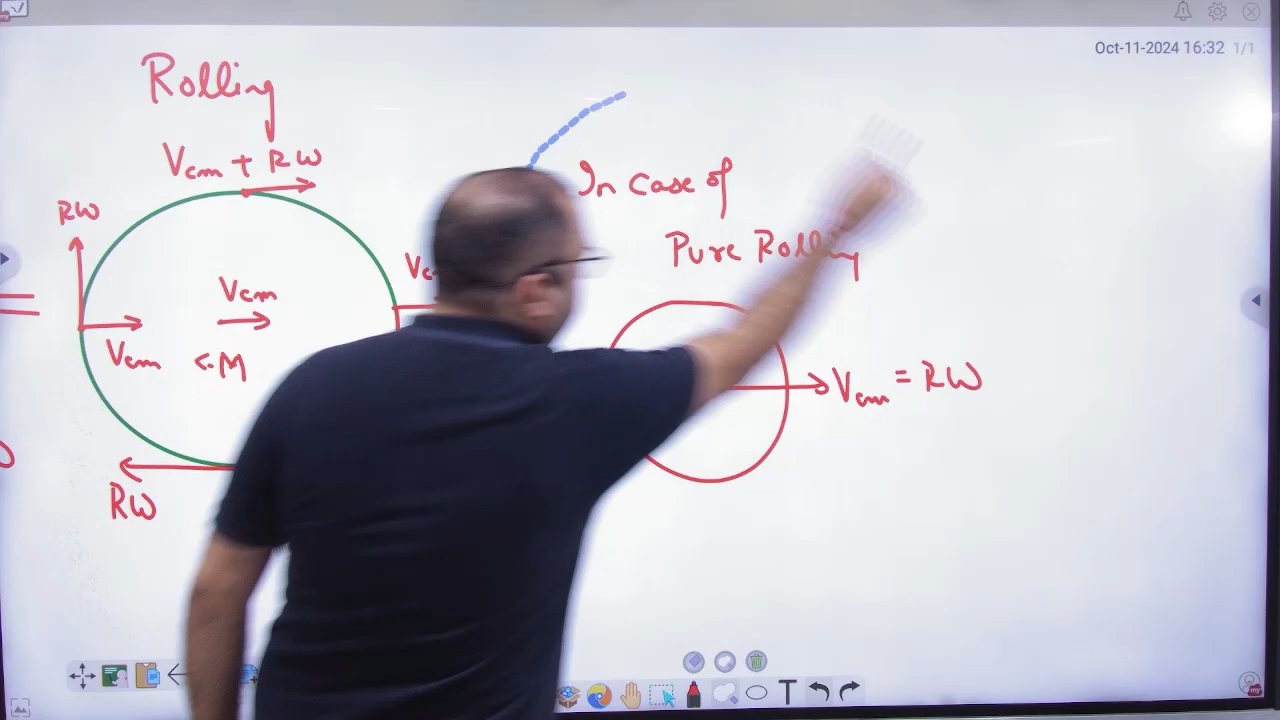 Oct-11-2024 16:32 1/1
Rolling
Vcm + RW
RW
Vcm
Vcm
M
RW
In case of
Pure Rolling
Vcm = RW
T